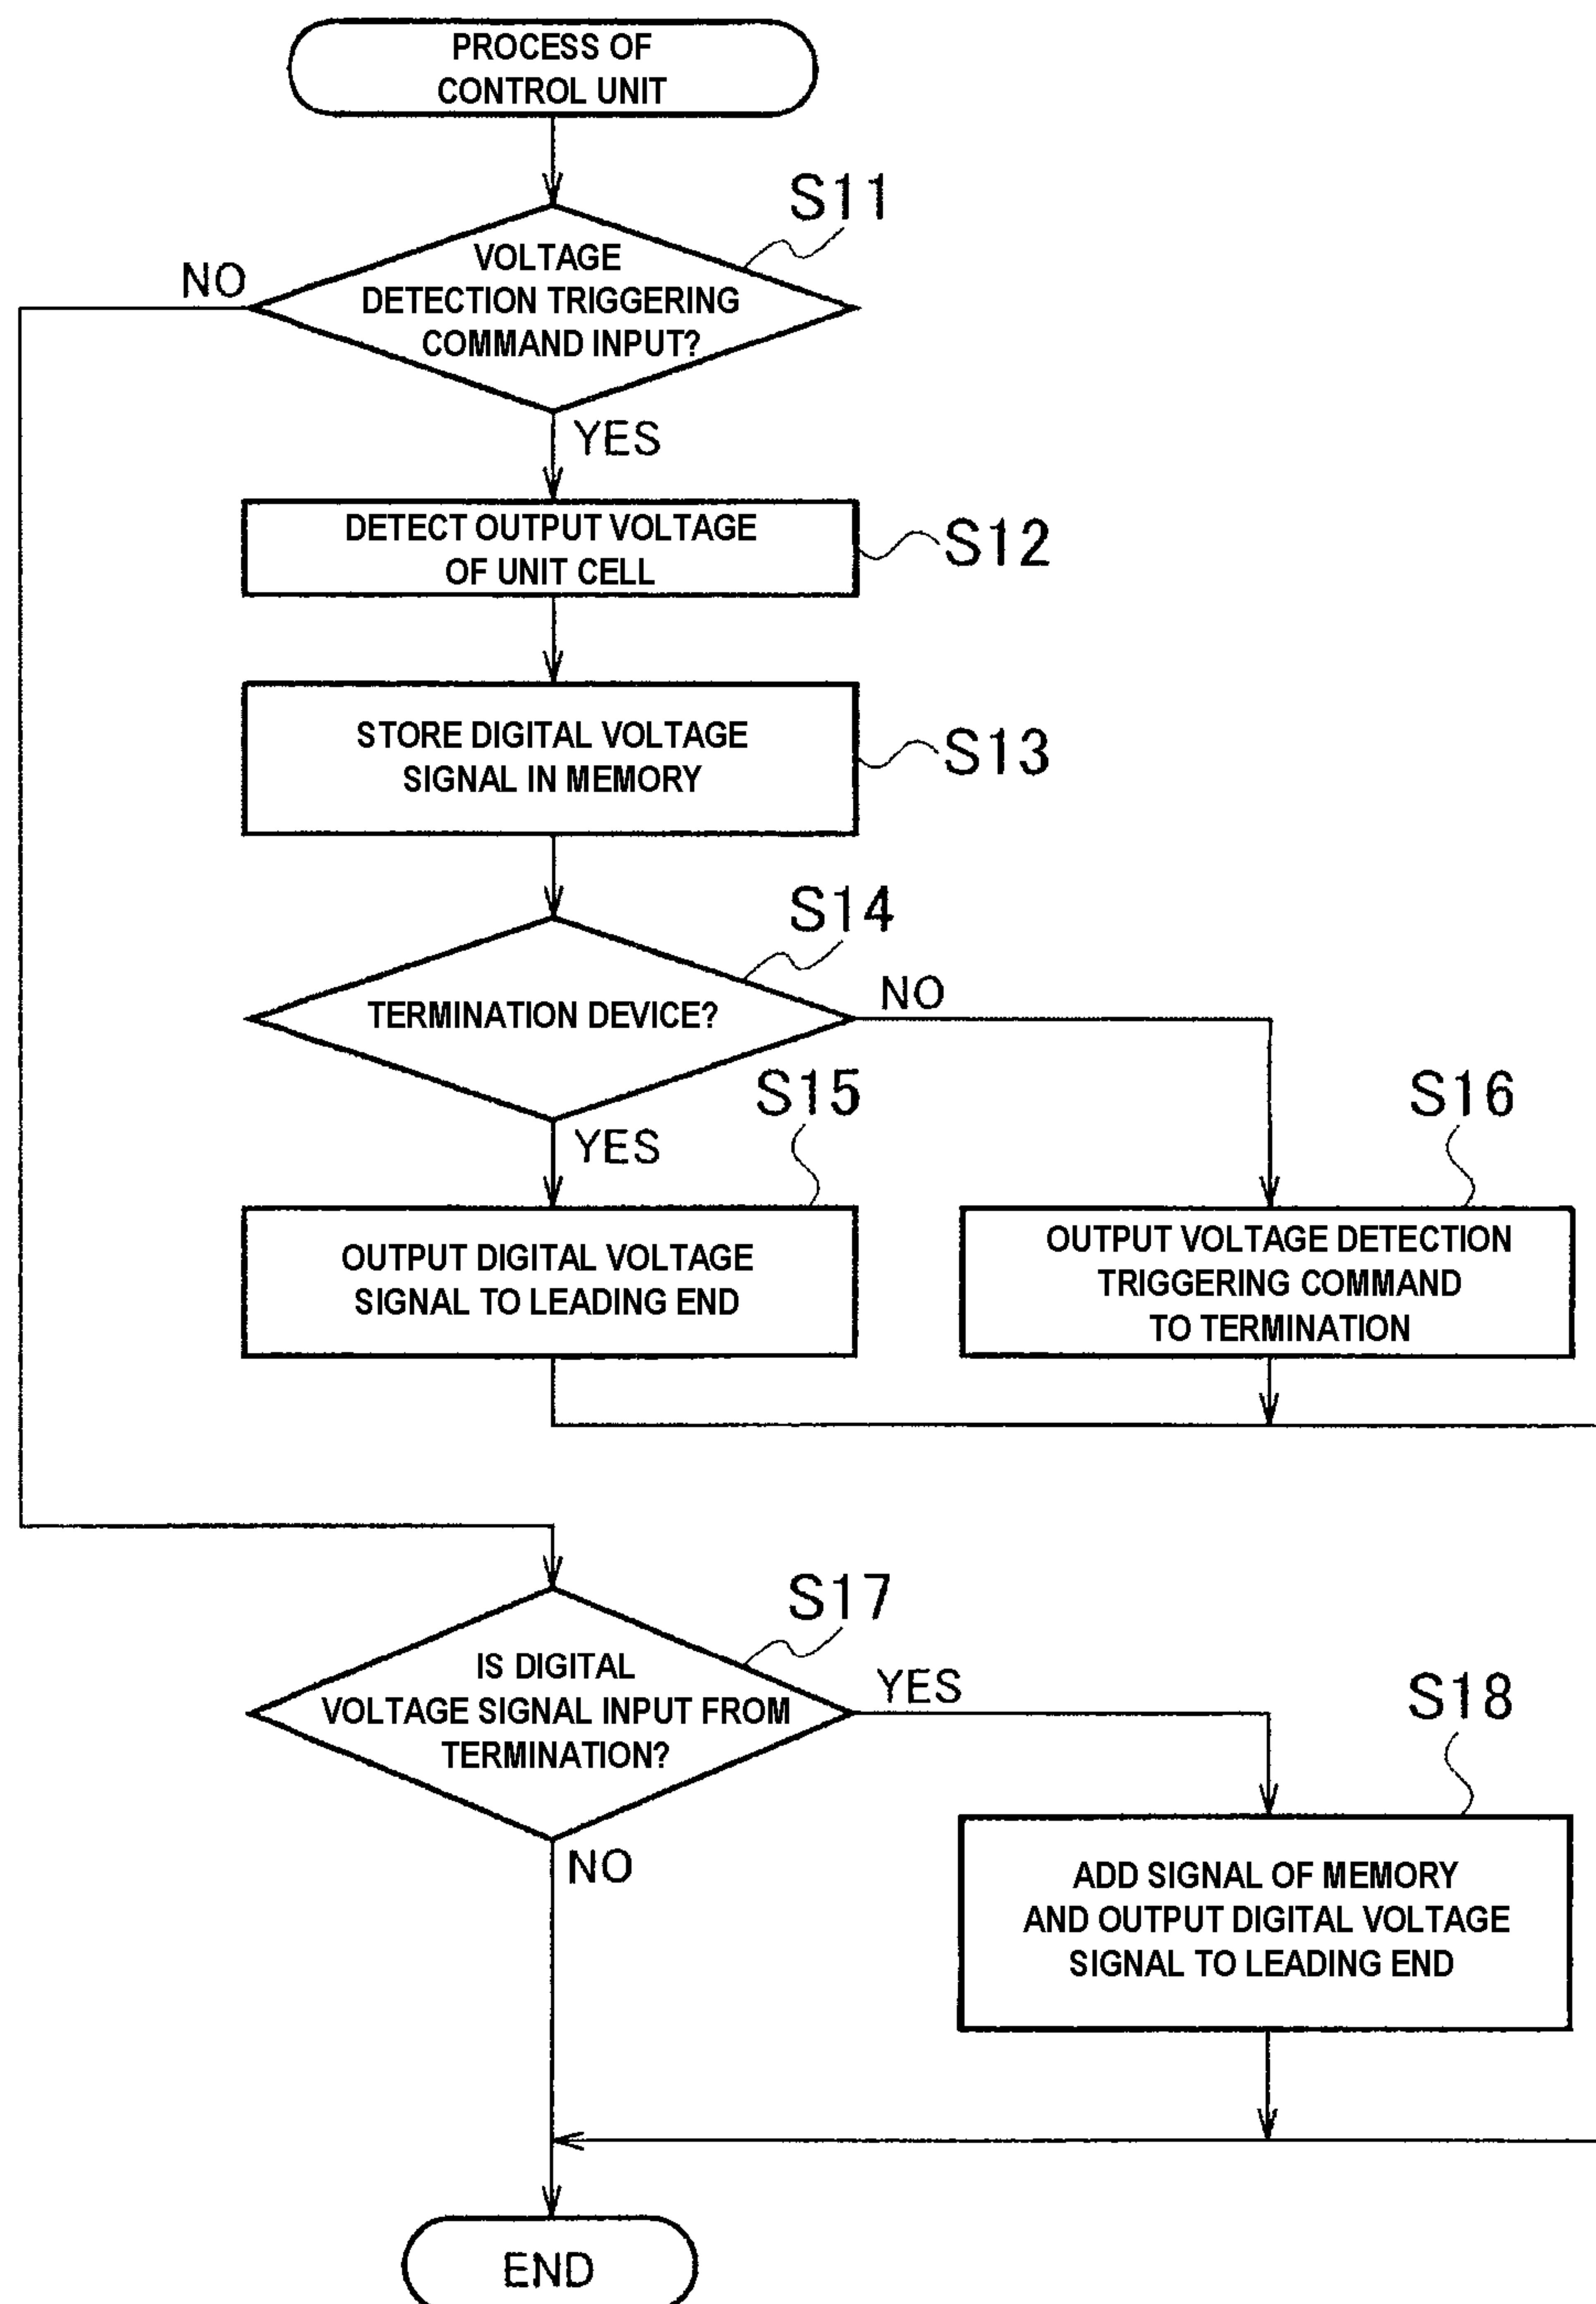 PROCESS OF
CONTROL UNIT
S11
VOLTAGE
DETECTION TRIGGERING
COMMAND INPUT?
NO
YES
DETECT OUTPUT VOLTAGE
OF UNIT CELL
S12
STORE DIGITAL VOLTAGE
SIGNAL IN MEMORY
S13
S14
TERMINATION DEVICE?
NO
YES
S15
OUTPUT DIGITAL VOLTAGE
SIGNAL TO LEADING END
S16
OUTPUT VOLTAGE DETECTION
TRIGGERING COMMAND
TO TERMINATION
S17
IS DIGITAL
VOLTAGE SIGNAL INPUT FROM
TERMINATION?
YES
NO
S18
ADD SIGNAL OF MEMORY
AND OUTPUT DIGITAL VOLTAGE
SIGNAL TO LEADING END
END